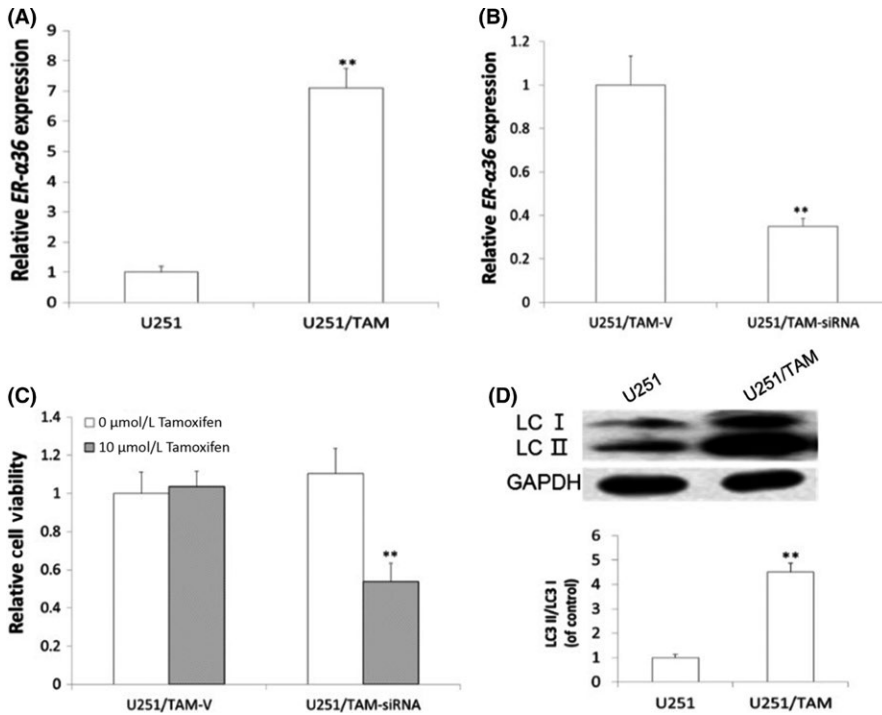 (A)
Relative ER-α36 expression
9
8
7
6
5
4
3
2
1
0
**
U251
U251/TAM
(B)
Relative ER-α36 expression
1.2
1
0.8
0.6
0.4
0.2
0
**
U251/TAM-V
U251/TAM-siRNA
(C)
Relative cell viability
1.4
1.2
1
0.8
0.6
0.4
0.2
0
0 μmol/L Tamoxifen
10 μmol/L Tamoxifen
**
U251/TAM-V
U251/TAM-siRNA
(D)
U251
U251/TAM
LC Ⅰ
LC Ⅱ
GAPDH
LC3 II/LC3 I
(of control)
6
5
4
3
2
1
0
**
U251
U251/TAM